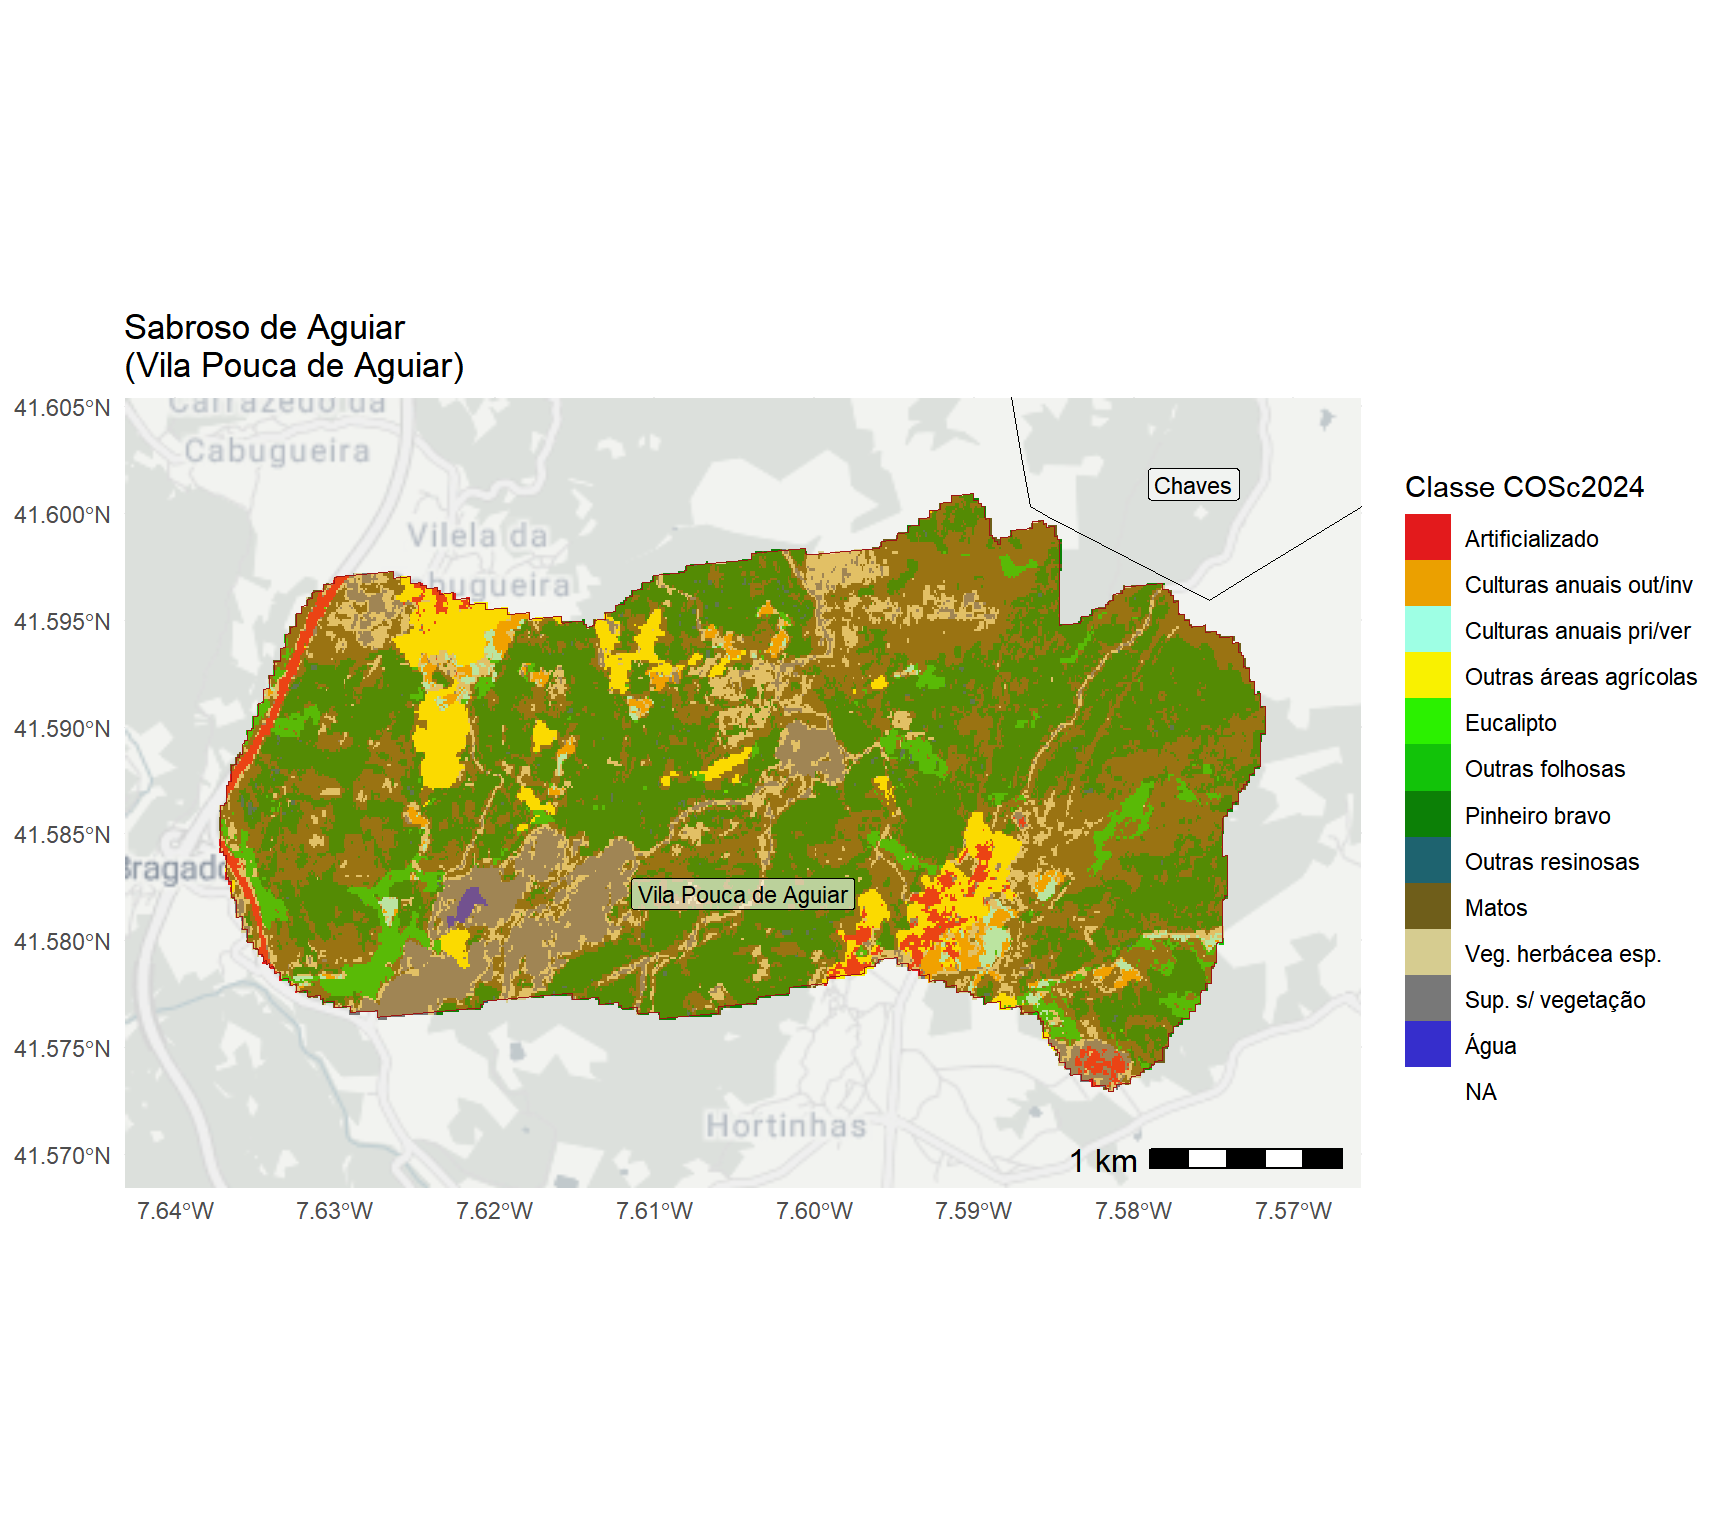 Sabroso de Aguiar
(Vila Pouca de Aguiar)
41.605°N
41.600°N
41.595°N
41.590°N
41.585°N
41.580°N
41.575°N
41.570°N
Carrazedo da
Cabugueira
Vilela da
bugueira
Chaves
Bragado
Vila Pouca de Aguiar
Hortinhas
1 km
7.64°W
7.63°W
7.62°W
7.61°W
7.60°W
7.59°W
7.58°W
7.57°W
Classe COSc2024
Artificializado
Culturas anuais out/inv
Culturas anuais pri/ver
Outras áreas agrícolas
Eucalipto
Outras folhosas
Pinheiro bravo
Outras resinosas
Matos
Veg. herbácea esp.
Sup. s/ vegetação
Água
NA